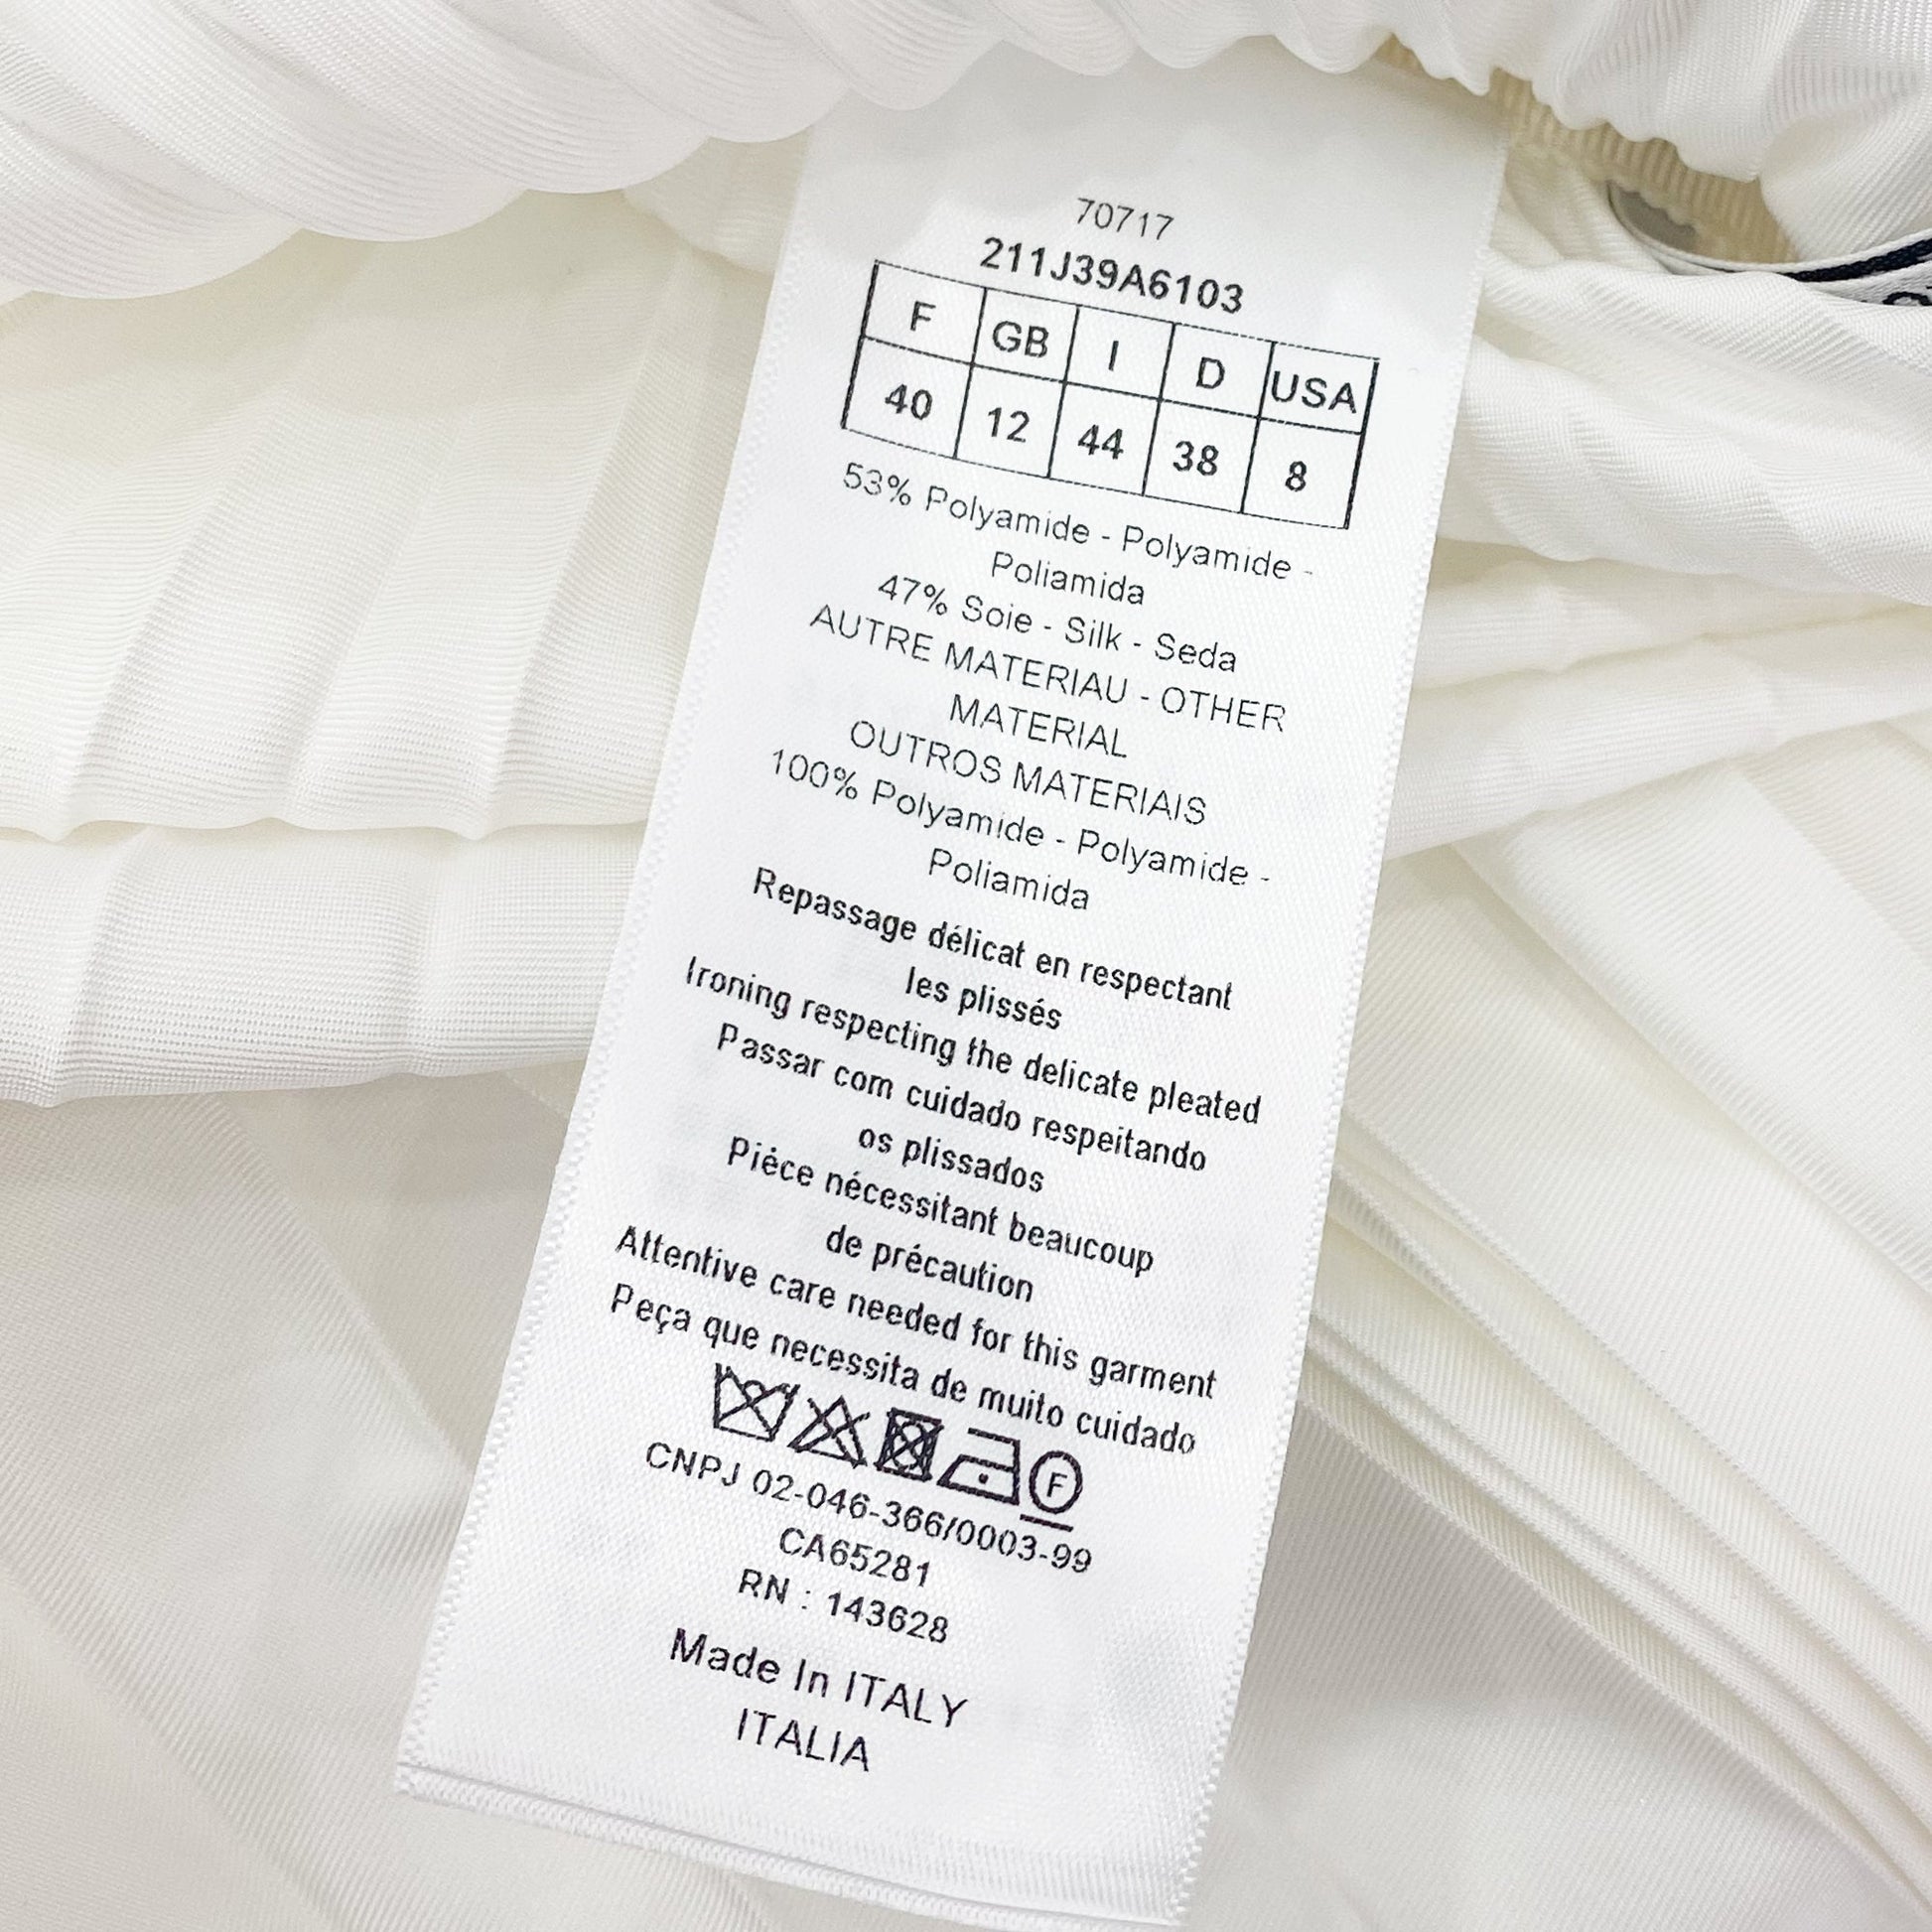 70717
211J39A6103
F GB I D USA
40 12 44 38 8
53% Polyamide - Polyamide -
Poliamida
47% Soie - Silk - Seda
AUTRE MATERIAU - OTHER
MATERIAL
OUTROS MATERIAIS
100% Polyamide - Polyamide -
Poliamida
Repassage délicat en respectant
les plissés
Ironing respecting the delicate pleated
Passar com cuidado respeitando
os plissados
Pièce nécessitant beaucoup
de précaution
Attentive care needed for this garment
Peça que necessita de muito cuidado
F
CNPJ 02-046-366/0003-99
CA65281
RN : 143628
Made In ITALY
ITALIA